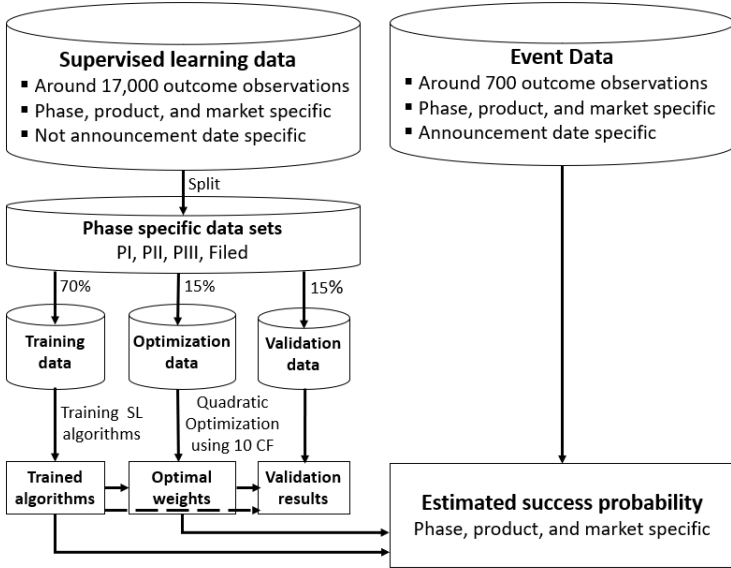 Supervised learning data
▪ Around 17,000 outcome observations
▪ Phase, product, and market specific
▪ Not announcement date specific
Event Data
▪ Around 700 outcome observations
▪ Phase, product, and market specific
▪ Announcement date specific
Split
Phase specific data sets
PI, PII, PIII, Filed
70%
15%
15%
Training
data
Optimization
data
Validation
data
Training SL
algorithms
Quadratic
Optimization
using 10 CF
Trained
algorithms
Optimal
weights
Validation
results
Estimated success probability
Phase, product, and market specific